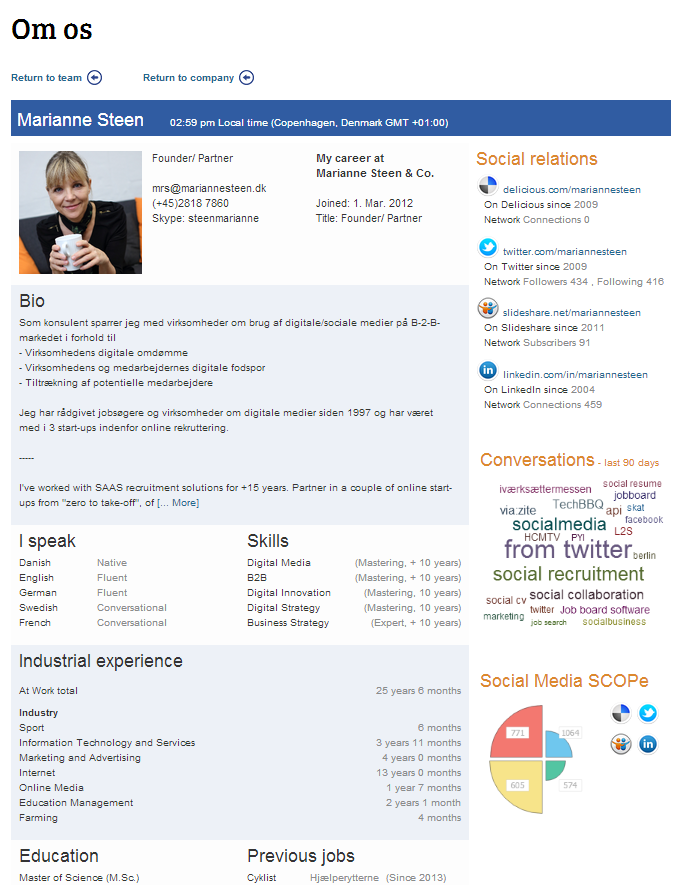 Om os
Return to team
Return to company
Marianne Steen
02:59 pm Local time (Copenhagen, Denmark GMT +01:00)
Founder/ Partner
mrs@mariannesteen.dk
(+45)2818 7860
Skype: steenmarianne
My career at
Marianne Steen & Co.
Joined: 1. Mar. 2012
Title: Founder/ Partner
Bio
Som konsulent sparrer jeg med virksomheder om brug af digitale/sociale medier på B-2-B-
markedet i forhold til
- Virksomhedens digitale omdømme
- Virksomheds og medarbejdernes digitale fodspor
- Tiltrækning af potentielle medarbejdere
Jeg har rådgivet jobsøgere og virksomheder om digitale medier siden 1997 og har været
med i 3 start-ups indenfor online rekruttering.
-----
I've worked with SAAS recruitment solutions for +15 years. Partner in a couple of online start-
ups from "zero to take-off", of [... More]
I speak
Danish Native
English Fluent
German Fluent
Swedish Conversational
French Conversational
Skills
Digital Media (Mastering, + 10 years)
B2B (Mastering, + 10 years)
Digital Innovation (Mastering, 10 years)
Digital Strategy (Mastering, 10 years)
Business Strategy (Expert, + 10 years)
Industrial experience
At Work total 25 years 6 months
Industry
Sport 6 months
Information Technology and Services 3 years 11 months
Marketing and Advertising 4 years 0 months
Internet 13 years 0 months
Online Media 1 year 7 months
Education Management 2 years 1 month
Farming 4 months
Education
Master of Science (M.Sc.)
Previous jobs
Cyklist Hjælperytterne (Since 2013)
Social relations
delicious.com/mariannesteen
On Delicious since 2009
Network Connections 0
twitter.com/mariannesteen
On Twitter since 2009
Network Followers 434 , Following 416
slideshare.net/mariannesteen
On Slideshare since 2011
Network Subscribers 91
linkedin.com/in/mariannesteen
On LinkedIn since 2004
Network Connections 459
Conversations - last 90 days
social resume
iværksættermessen
jobboard
via:zite
TechBBQ
api
skat
socialmedia
facebook
L2S
HCMTV
PYI
from twitter
berlin
social recruitment
social collaboration
social cv
twitter
Job board software
marketing
job search
socialbusiness
Social Media SCOPe
771
1064
605
574
in
in